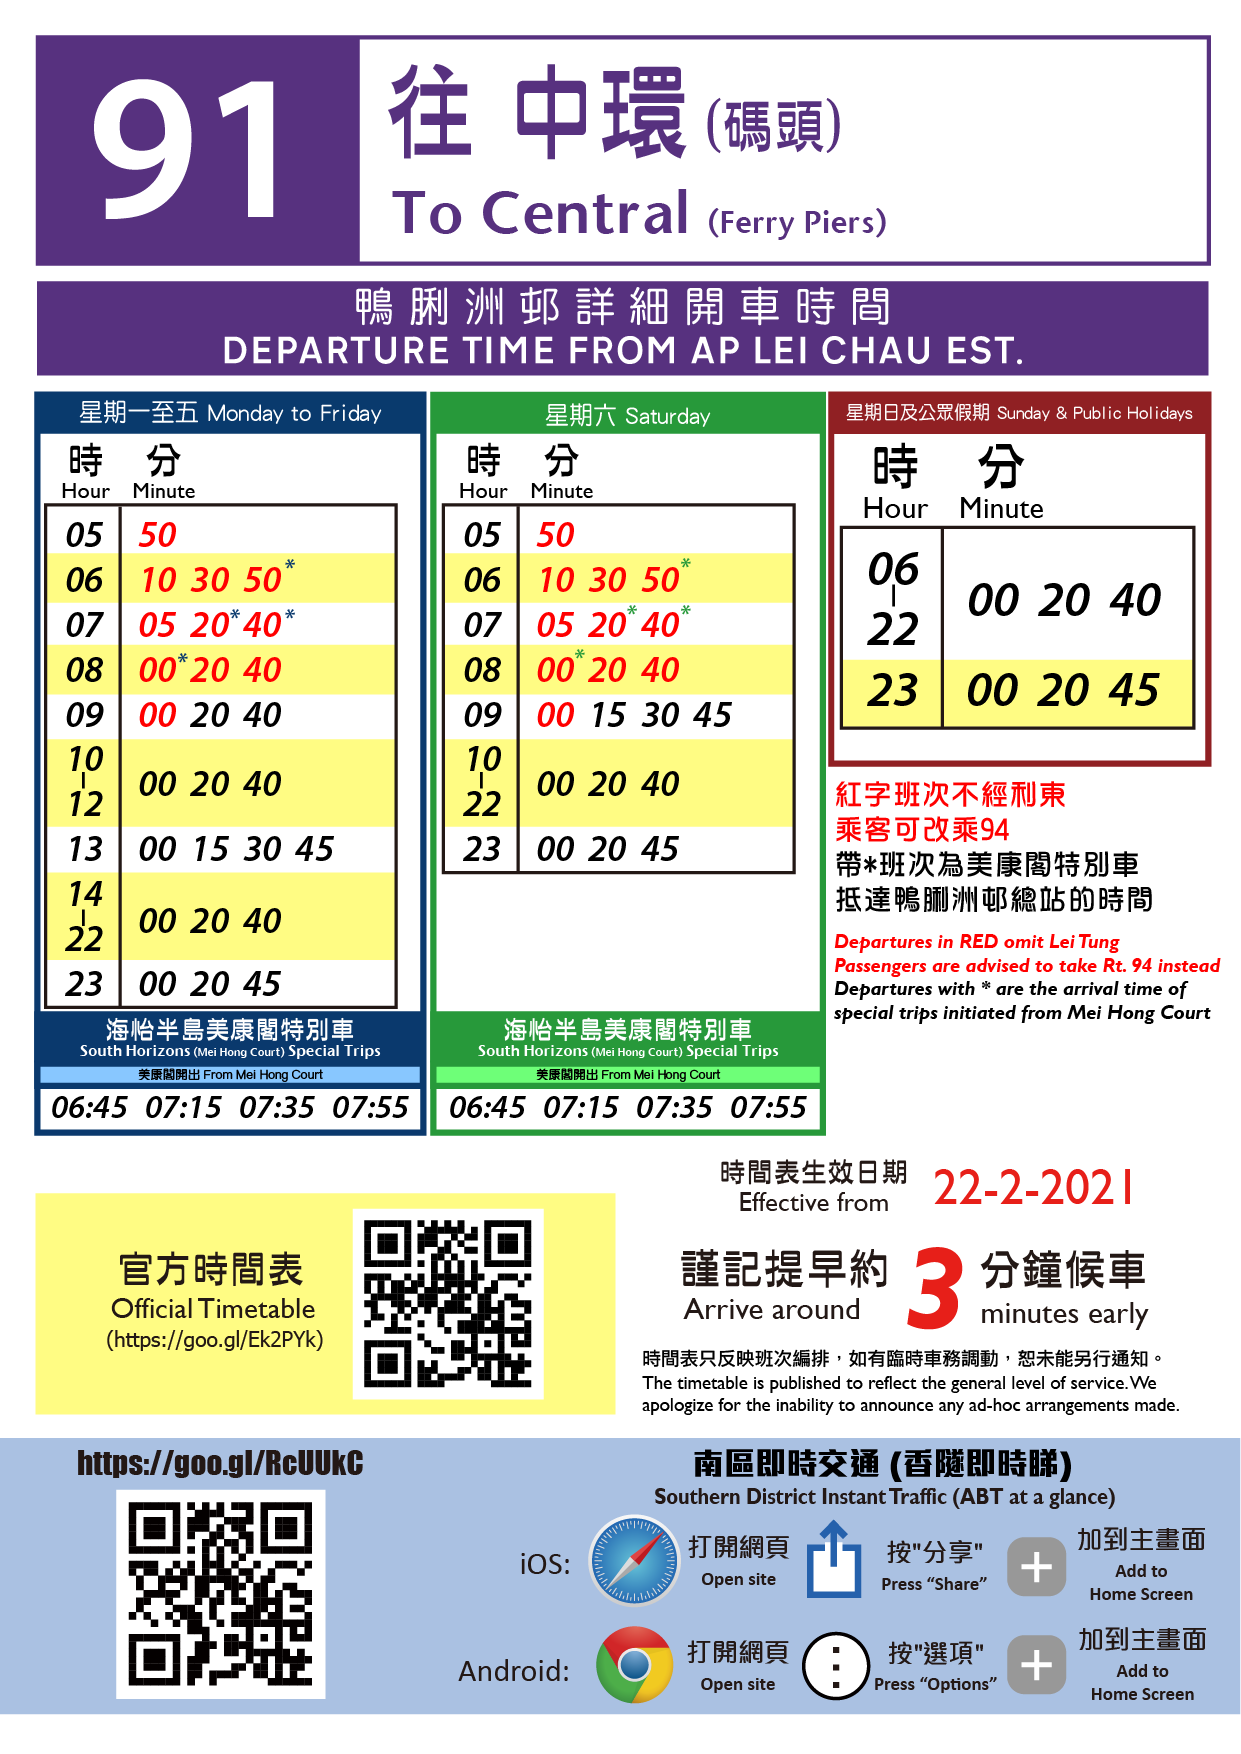 91
往 中環 (碼頭)
To Central (Ferry Piers)
鴨脷洲邨詳細開車時間
DEPARTURE TIME FROM AP LEI CHAU EST.
星期一至五 Monday to Friday
時 分
Hour Minute
05 50
06 10 30 50*
07 05 20* 40*
08 00* 20 40
09 00 20 40
10
|
12
00 20 40
13 00 15 30 45
14
|
22
00 20 40
23 00 20 45
海怡半島美康閣特別車
South Horizons (Mei Hong Court) Special Trips
美康閣開出 From Mei Hong Court
06:45 07:15 07:35 07:55
星期六 Saturday
時 分
Hour Minute
05 50
06 10 30 50*
07 05 20* 40*
08 00* 20 40
09 00 15 30 45
10
|
22
00 20 40
23 00 20 45
海怡半島美康閣特別車
South Horizons (Mei Hong Court) Special Trips
美康閣開出 From Mei Hong Court
06:45 07:15 07:35 07:55
星期日及公眾假期 Sunday & Public Holidays
時 分
Hour Minute
06
|
22
00 20 40
23 00 20 45
紅字班次不經利東
乘客可改乘94
帶*班次為美康閣特別車
抵達鴨脷洲邨總站的時間
Departures in RED omit Lei Tung
Passengers are advised to take Rt. 94 instead
Departures with * are the arrival time of
special trips initiated from Mei Hong Court
時間表生效日期
Effective from
22-2-2021
官方時間表
Official Timetable
(https://goo.gl/Ek2PYk)
謹記提早約 3 分鐘候車
Arrive around minutes early
時間表只反映班次編排，如有臨時車務調動，恕未能另行通知。
The timetable is published to reflect the general level of service. We
apologize for the inability to announce any ad-hoc arrangements made.
https://goo.gl/RcUUkC
南區即時交通 (香隧即時睇)
Southern District Instant Traffic (ABT at a glance)
iOS:
打開網頁
Open site
按"分享"
Press “Share”
加到主畫面
Add to
Home Screen
Android:
打開網頁
Open site
按"選項"
Press “Options”
加到主畫面
Add to
Home Screen